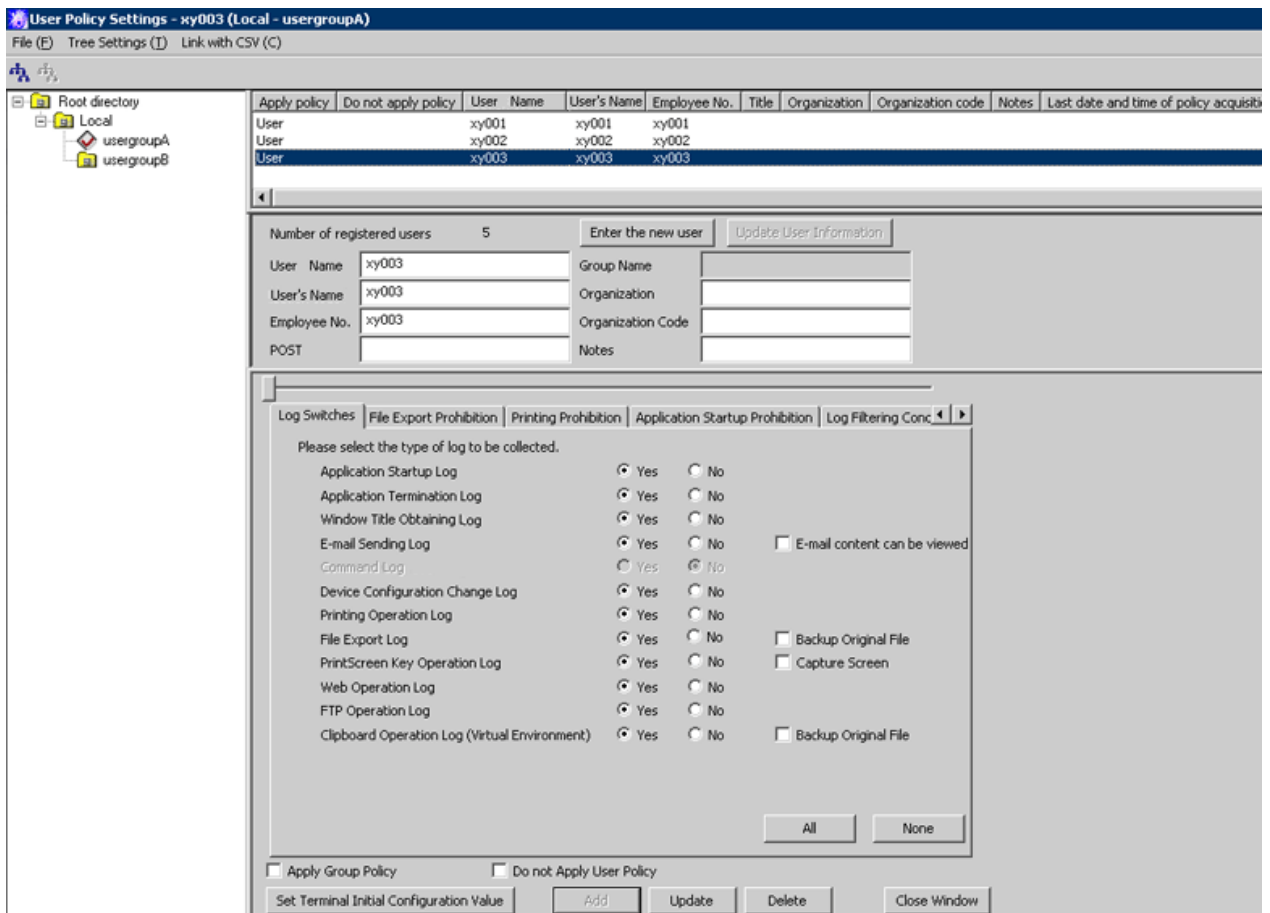 User Policy Settings - xy003 (Local - usergroupA)
File (F) Tree Settings (T) Link with CSV (C)
Root directory
Local
usergroupA
usergroupB
Apply policy Do not apply policy User Name User's Name Employee No. Title Organization Organization code Notes Last date and time of policy acquisiti
User xy001 xy001 xy001
User xy002 xy002 xy002
User xy003 xy003 xy003
Number of registered users 5 Enter the new user Update User Information
User Name xy003 Group Name
User's Name xy003 Organization
Employee No. xy003 Organization Code
POST Notes
Log Switches File Export Prohibition Printing Prohibition Application Startup Prohibition Log Filtering Conc
Please select the type of log to be collected.
Application Startup Log Yes No
Application Termination Log Yes No
Window Title Obtaining Log Yes No
E-mail Sending Log Yes No E-mail content can be viewed
Command Log Yes No
Device Configuration Change Log Yes No
Printing Operation Log Yes No
File Export Log Yes No Backup Original File
PrintScreen Key Operation Log Yes No Capture Screen
Web Operation Log Yes No
FTP Operation Log Yes No
Clipboard Operation Log (Virtual Environment) Yes No Backup Original File
All None
Apply Group Policy Do not Apply User Policy
Set Terminal Initial Configuration Value Add Update Delete Close Window